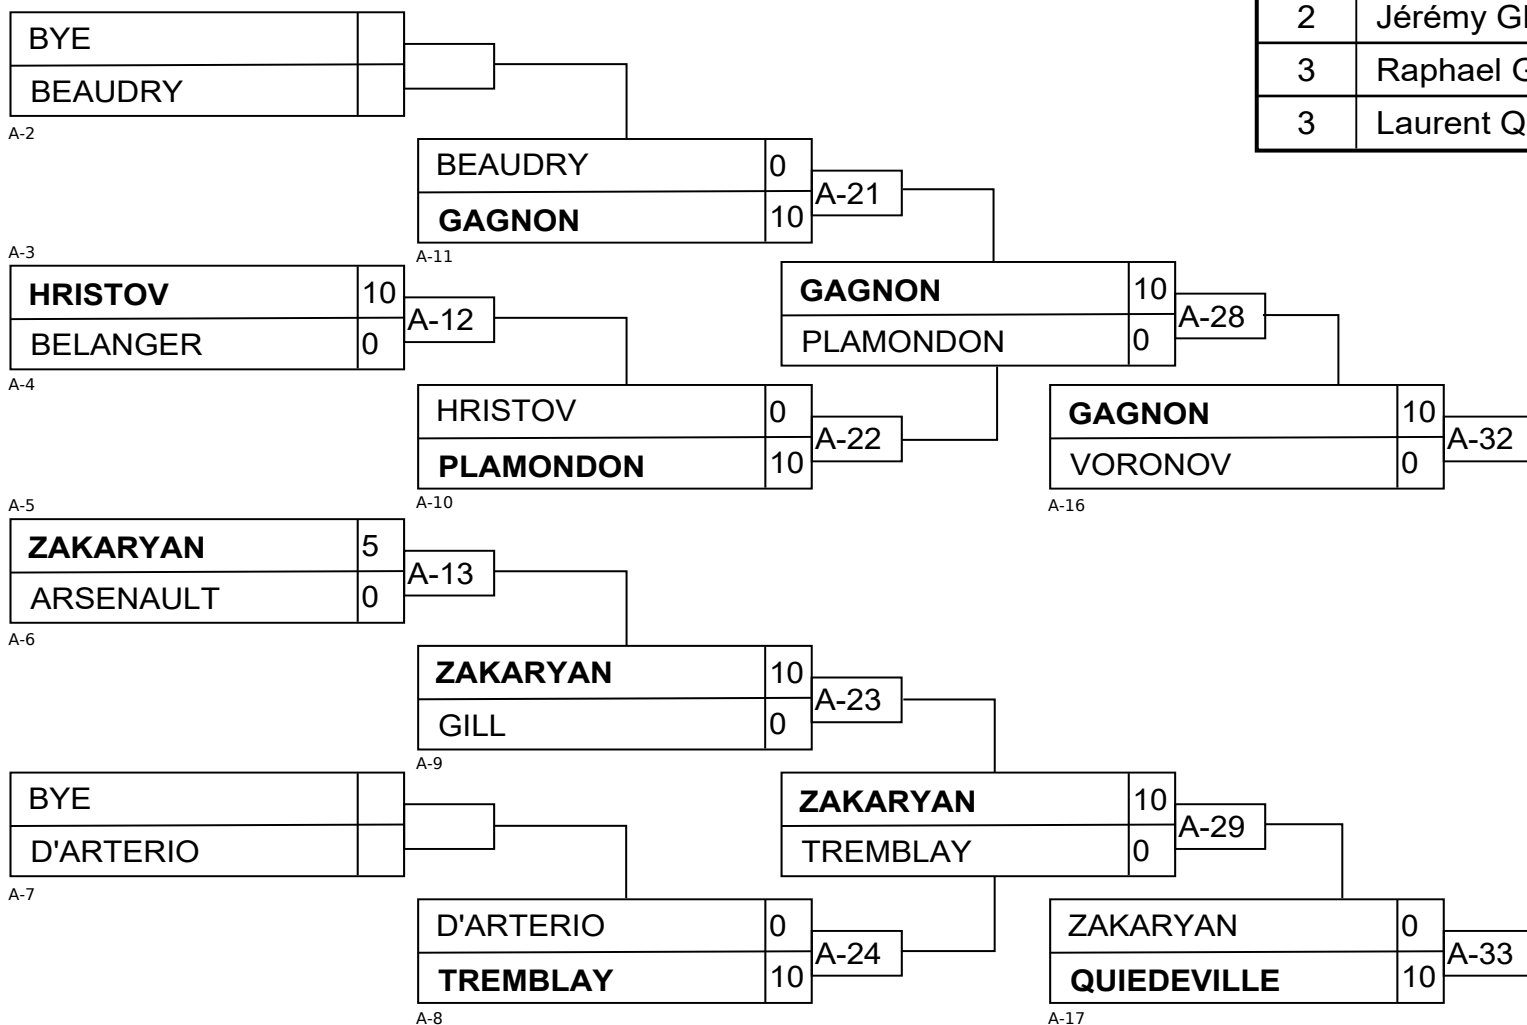 2 Jérémy
3 Raphael
3 Laurent
BYE
BEAUDRY
A-2
BEAUDRY 0
GAGNON 10
A-21
A-11
A-3
HRISTOV 10
BELANGER 0
A-12
A-4
GAGNON 10
PLAMONDON 0
A-28
HRISTOV 0
PLAMONDON 10
A-22
A-10
GAGNON 10
VORONOV 0
A-32
A-16
A-5
ZAKARYAN 5
ARSENAULT 0
A-13
A-6
ZAKARYAN 10
GILL 0
A-23
A-9
BYE
D'ARTERIO
A-7
ZAKARYAN 10
TREMBLAY 0
A-29
D'ARTERIO 0
TREMBLAY 10
A-24
A-8
ZAKARYAN 0
QUIEDEVILLE 10
A-33
A-17